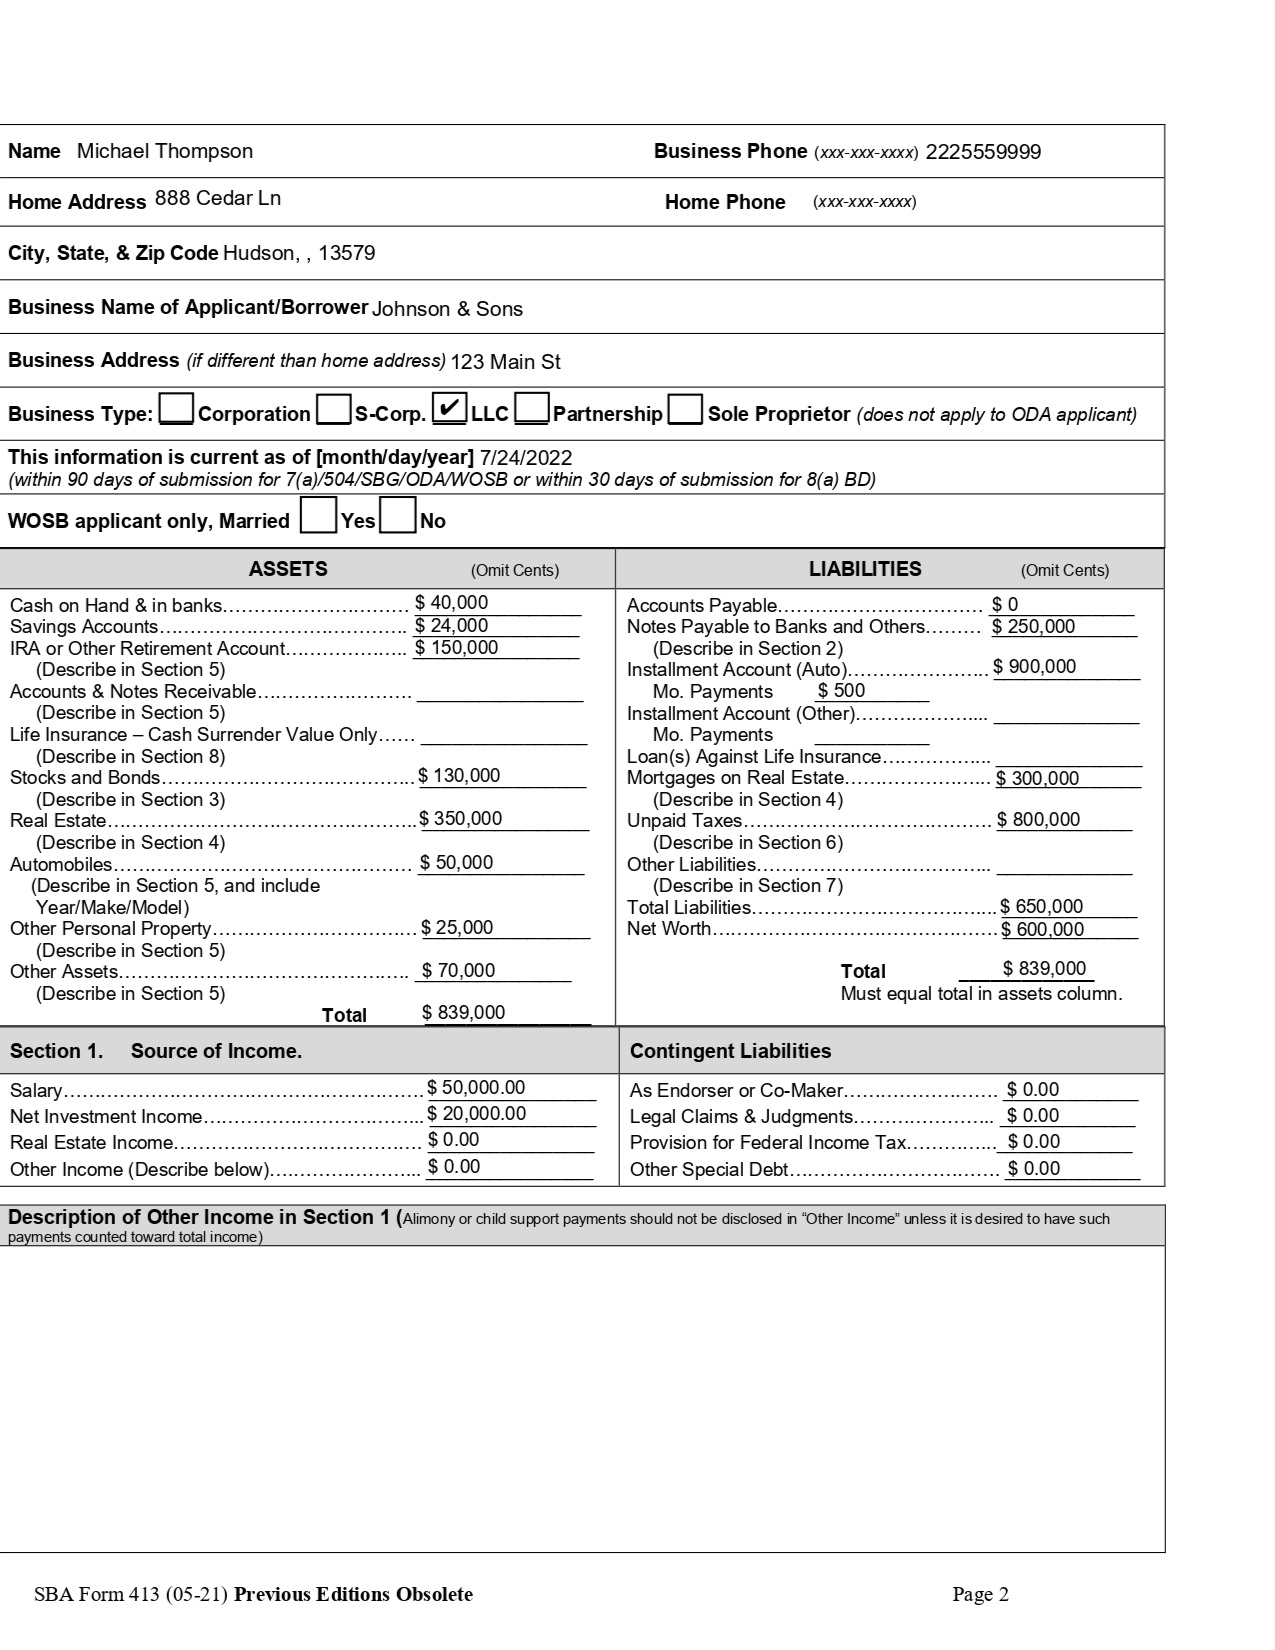 Name Michael Thompson Business Phone (xxx-xxx-xxxx) 2225559999
Home Address 888 Cedar Ln Home Phone (xxx-xxx-xxxx)
City, State, & Zip Code Hudson, , 13579
Business Name of Applicant/Borrower Johnson & Sons
Business Address (if different than home address) 123 Main St
Business Type: Corporation S-Corp. ✔ LLC Partnership Sole Proprietor (does not apply to ODA applicant)
This information is current as of [month/day/year] 7/24/2022
(within 90 days of submission for 7(a)/504/SBG/ODA/WOSB or within 30 days of submission for 8(a) BD)
WOSB applicant only, Married Yes No
ASSETS (Omit Cents)
Cash on Hand & in banks……………………………… $ 40,000
Savings Accounts………………………………………. $ 24,000
IRA or Other Retirement Account………………….. $ 150,000
(Describe in Section 5)
Accounts & Notes Receivable……………………… ________________
(Describe in Section 5)
Life Insurance – Cash Surrender Value Only…… ________________
(Describe in Section 8)
Stocks and Bonds………………………………………. $ 130,000
(Describe in Section 3)
Real Estate………………………………………………. $ 350,000
(Describe in Section 4)
Automobiles……………………………………………… $ 50,000
(Describe in Section 5, and include
Year/Make/Model)
Other Personal Property………………………………. $ 25,000
(Describe in Section 5)
Other Assets……………………………………………. $ 70,000
(Describe in Section 5)
Total $ 839,000
LIABILITIES (Omit Cents)
Accounts Payable……………………………… $ 0
Notes Payable to Banks and Others……… $ 250,000
(Describe in Section 2)
Installment Account (Auto)…………………….. $ 900,000
Mo. Payments $ 500
Installment Account (Other)…………………... ______________
Mo. Payments ___________
Loan(s) Against Life Insurance……………….. ______________
Mortgages on Real Estate…………………….. $ 300,000
(Describe in Section 4)
Unpaid Taxes…………………………………… $ 800,000
(Describe in Section 6)
Other Liabilities………………………………….. _____________
(Describe in Section 7)
Total Liabilities…………………………………... $ 650,000
Net Worth………………………………………. $ 600,000
Total $ 839,000
Must equal total in assets column.
Section 1. Source of Income.
Salary……………………………………………………. $ 50,000.00
Net Investment Income……………………………….. $ 20,000.00
Real Estate Income……………………………………. $ 0.00
Other Income (Describe below)…………………….. $ 0.00
Contingent Liabilities
As Endorser or Co-Maker……………………. $ 0.00
Legal Claims & Judgments………………….. $ 0.00
Provision for Federal Income Tax………….. $ 0.00
Other Special Debt……………………………… $ 0.00
Description of Other Income in Section 1 (Alimony or child support payments should not be disclosed in “Other Income” unless it is desired to have such
payments counted toward total income)
SBA Form 413 (05-21) Previous Editions Obsolete Page 2